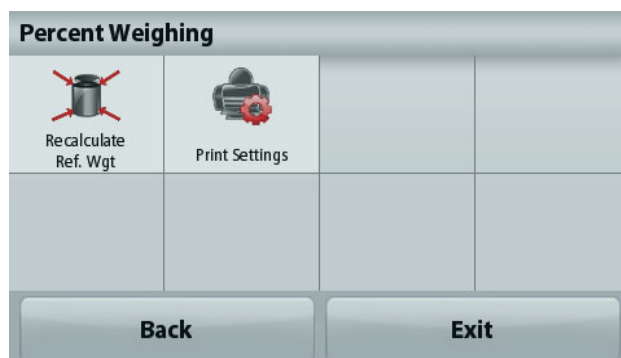 Percent Weighing
Recalculate
Ref. Wgt
Print Settings
Back
Exit